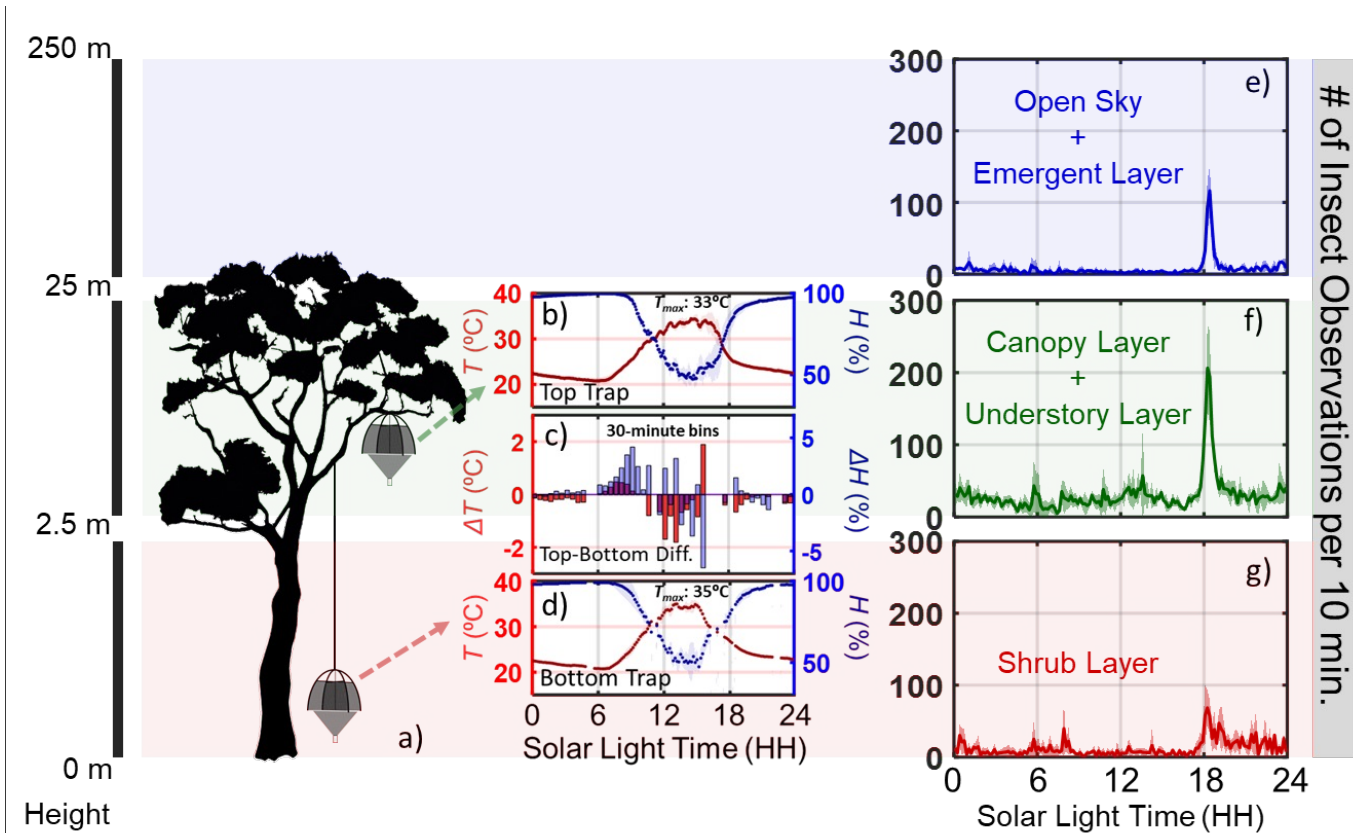 250 m
25 m
2.5 m
0 m
Height
a)
b)
T_max: 33ºC
40
30
20
T (ºC)
100
50
H (%)
Top Trap
c)
30-minute bins
2
0
-2
ΔT (ºC)
5
0
-5
ΔH (%)
Top-Bottom Diff.
d)
T_max: 35ºC
40
30
20
T (ºC)
100
50
H (%)
Bottom Trap
0 6 12 18 24
Solar Light Time (HH)
300
200
100
0
e)
Open Sky
+
Emergent Layer
300
200
100
0
f)
Canopy Layer
+
Understory Layer
300
200
100
0
g)
Shrub Layer
0 6 12 18 24
Solar Light Time (HH)
# of Insect Observations per 10 min.